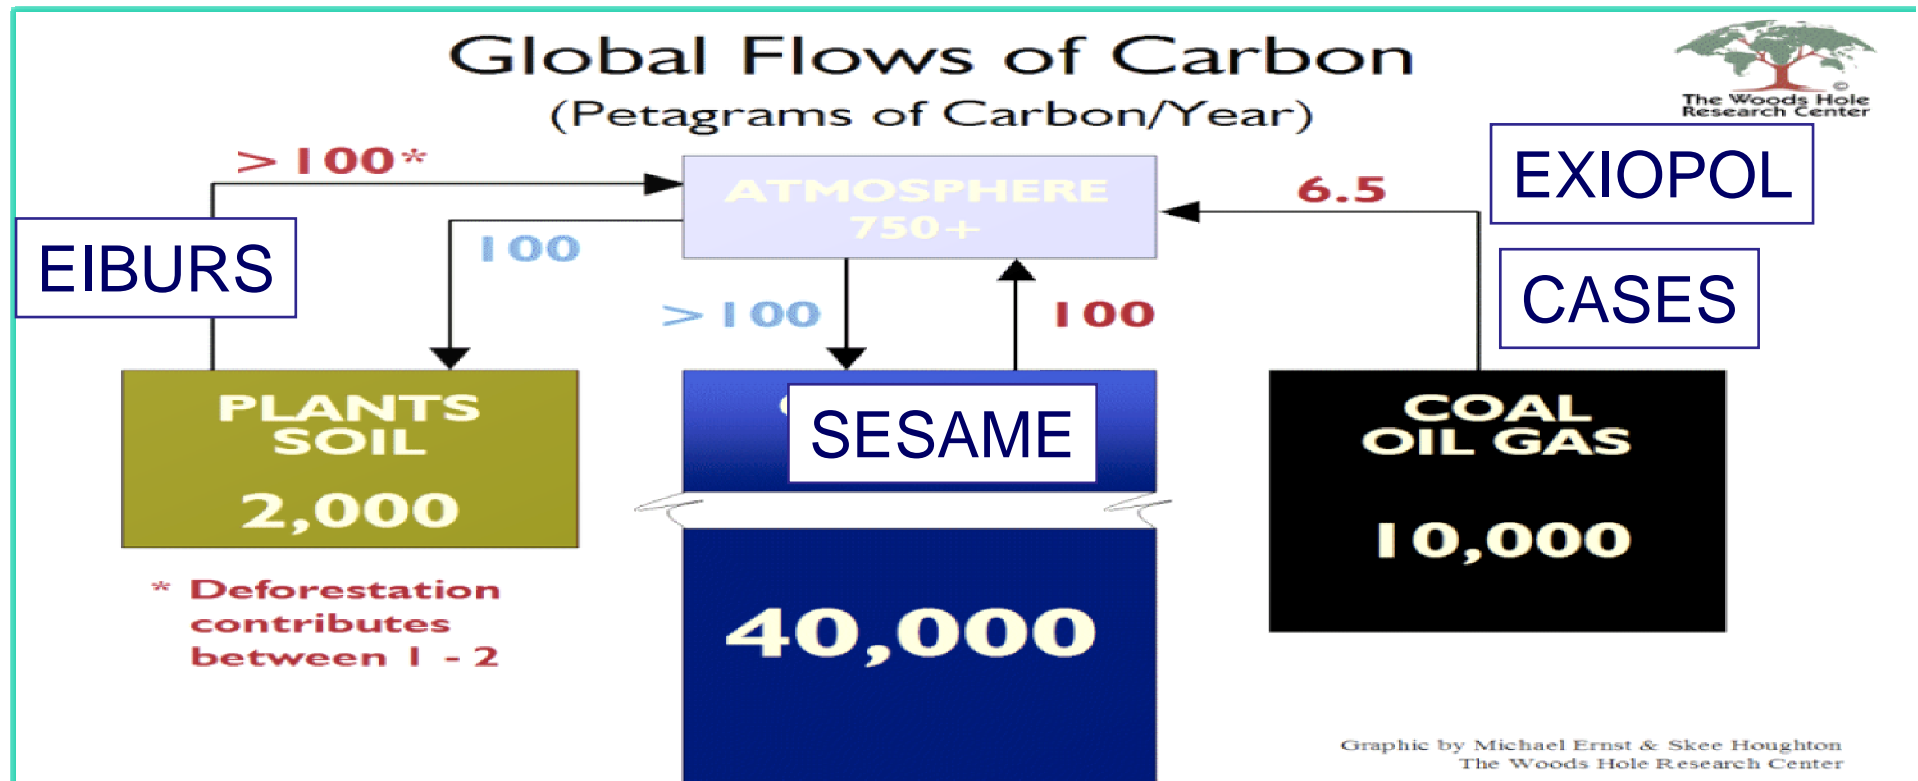 Global Flows of Carbon
(Petagrams of Carbon/Year)
The Woods Hole
Research Center
©
EXIOPOL
CASES
EIBURS
> 100*
ATMOSPHERE
750+
6.5
100
> 100
100
PLANTS
SOIL
2,000
SESAME
40,000
COAL
OIL GAS
10,000
* Deforestation
contributes
between 1 - 2
Graphic by Michael Ernst & Skee Houghton
The Woods Hole Research Center